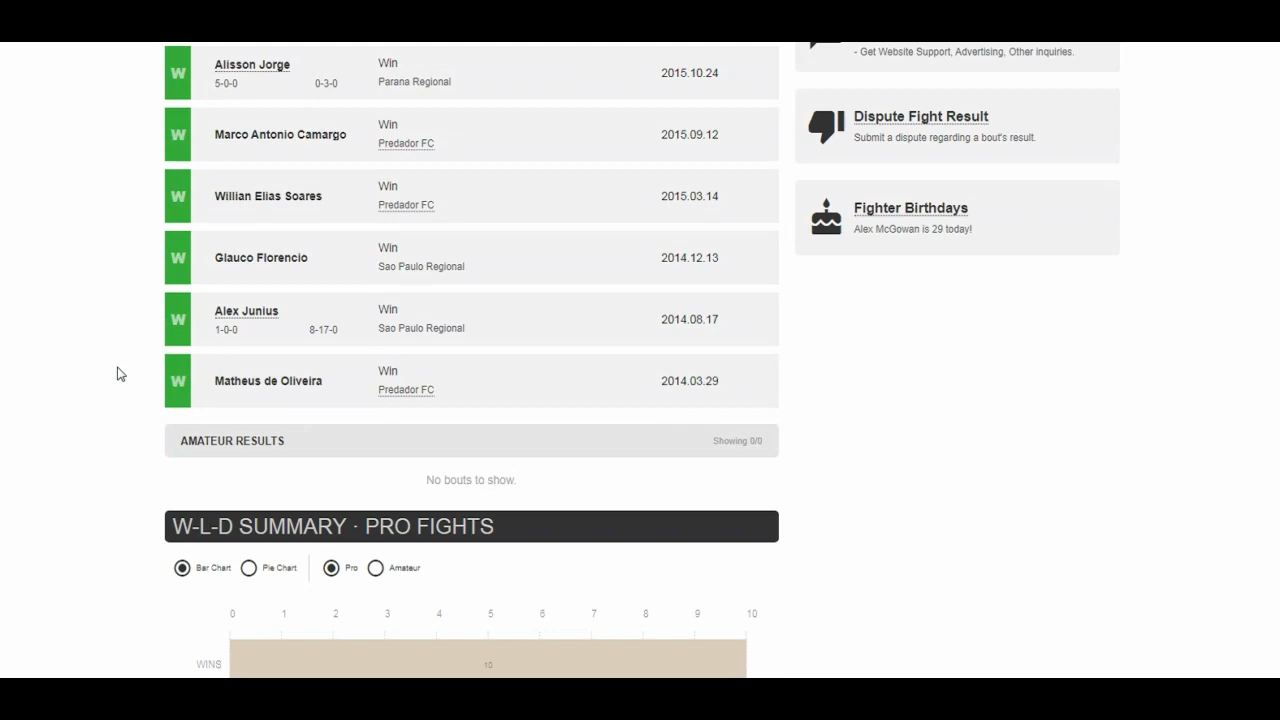 - Get Website Support, Advertising, Other inquiries.
W Alisson Jorge Win 2015.10.24
5-0-0 0-3-0 Parana Regional
W Marco Antonio Camargo Win 2015.09.12
Predador FC
W Willian Elias Soares Win 2015.03.14
Predador FC
W Glauco Florencio Win 2014.12.13
Sao Paulo Regional
W Alex Junius Win 2014.08.17
1-0-0 8-17-0 Sao Paulo Regional
W Matheus de Oliveira Win 2014.03.29
Predador FC
AMATEUR RESULTS Showing 0/0
No bouts to show.
W-L-D SUMMARY · PRO FIGHTS
Bar Chart Pie Chart Pro Amateur
0 1 2 3 4 5 6 7 8 9 10
WINS 10
Dispute Fight Result
Submit a dispute regarding a bout's result.
Fighter Birthdays
Alex McGowan is 29 today!